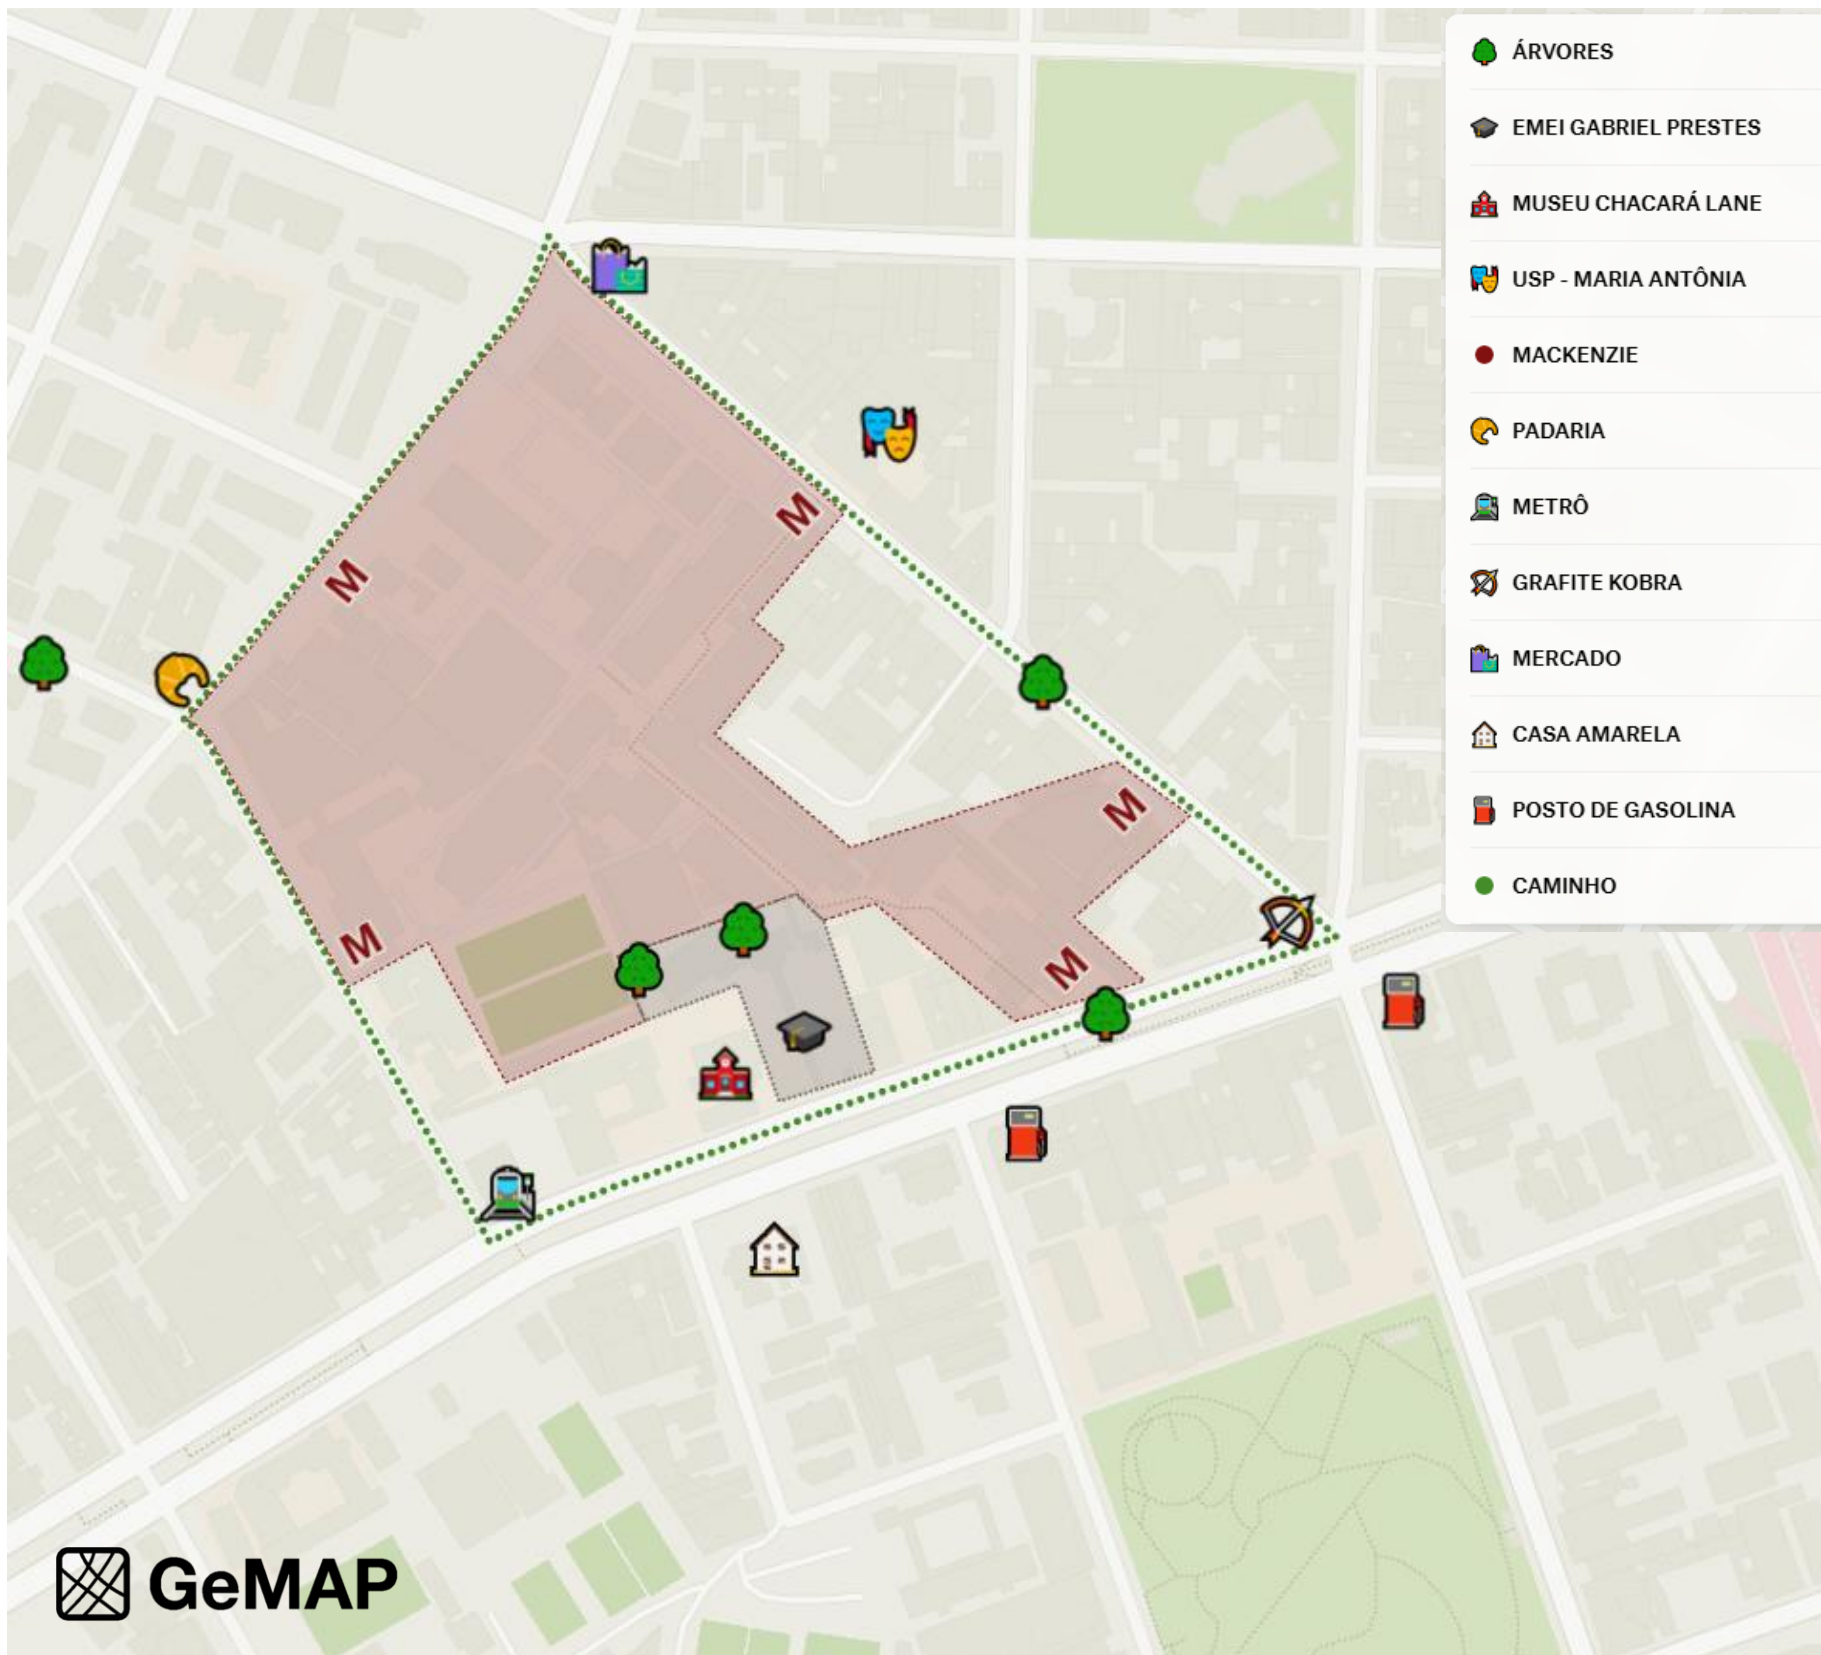 ÁRVORES
EMEI GABRIEL PRESTES
MUSEU CHACARÁ LANE
USP - MARIA ANTÔNIA
MACKENZIE
PADARIA
METRÔ
GRAFITE KOBRA
MERCADO
CASA AMARELA
POSTO DE GASOLINA
CAMINHO
M
M
M
M
M
GeMAP